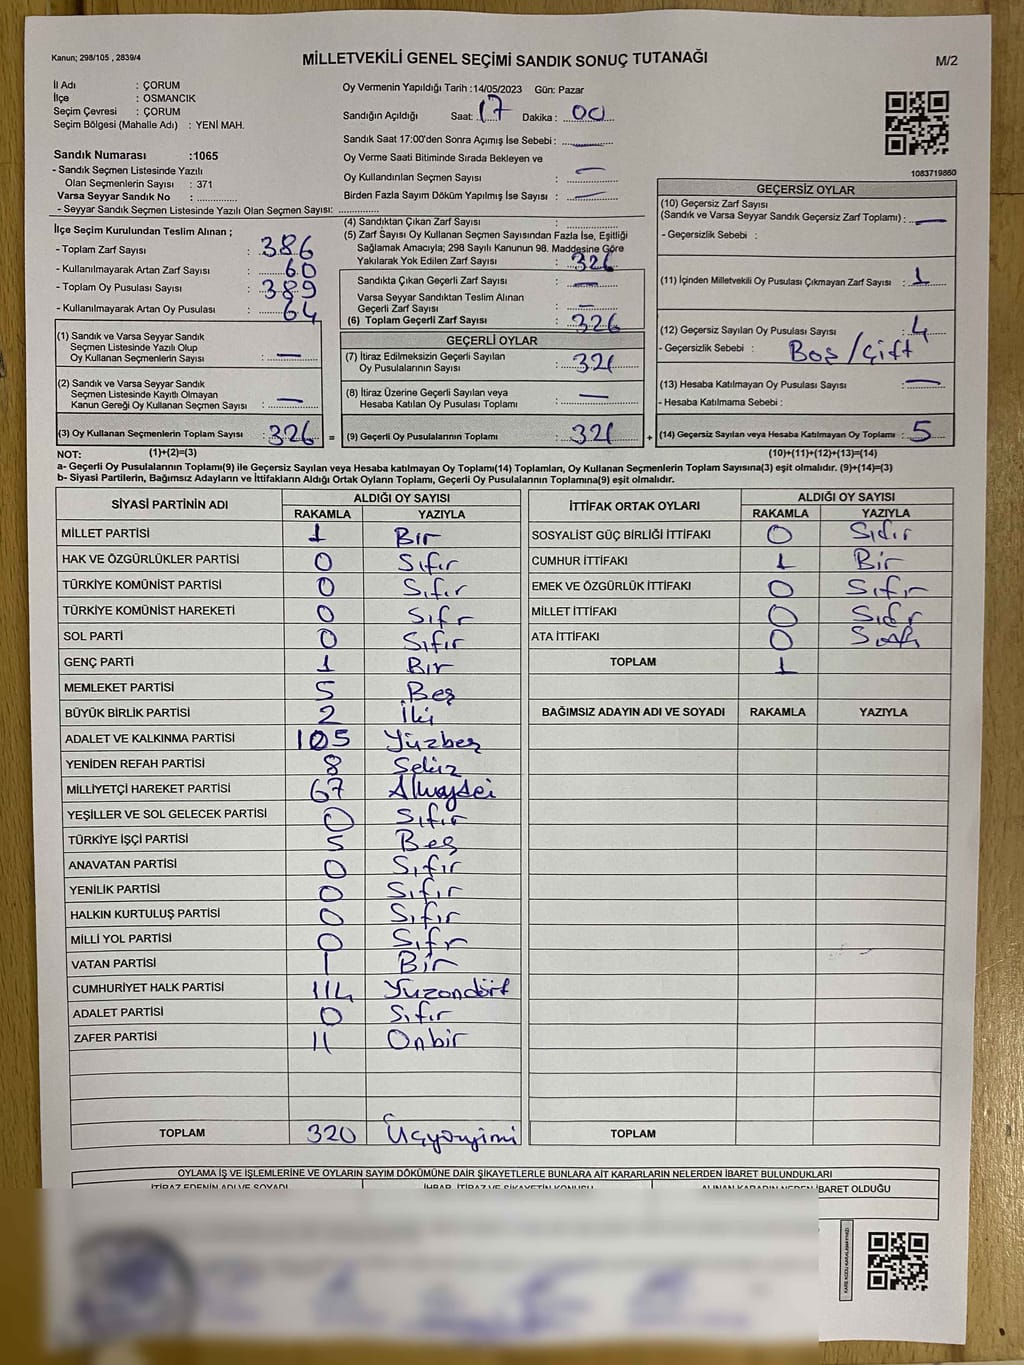 Kanun; 298/105 , 2839/4
MİLLETVEKİLİ GENEL SEÇİMİ SANDIK SONUÇ TUTANAĞI
M/2
İl Adı : ÇORUM
İlçe : OSMANCIK
Seçim Çevresi : ÇORUM
Seçim Bölgesi (Mahalle Adı) : YENİ MAH.
Sandık Numarası :1065
- Sandık Seçmen Listesinde Yazılı
Olan Seçmenlerin Sayısı : 371
Varsa Seyyar Sandık No :
- Seyyar Sandık Seçmen Listesinde Yazılı Olan Seçmen Sayısı:
Oy Vermenin Yapıldığı Tarih :14/05/2023 Gün: Pazar
Sandığın Açıldığı Saat: 17 Dakika : 00
Sandık Saat 17:00'den Sonra Açımış İse Sebebi : —
Oy Verme Saati Bitiminde Sırada Bekleyen ve
Oy Kullandırılan Seçmen Sayısı : —
Birden Fazla Sayım Döküm Yapılmış İse Sayısı : —
1083719860
İlçe Seçim Kurulundan Teslim Alınan ;
- Toplam Zarf Sayısı : 386
- Kullanılmayarak Artan Zarf Sayısı : 60
- Toplam Oy Pusulası Sayısı : 389
- Kullanılmayarak Artan Oy Pusulası : 64
(4) Sandıktan Çıkan Zarf Sayısı :
(5) Zarf Sayısı Oy Kullanan Seçmen Sayısından Fazla İse, Eşitliği
Sağlamak Amacıyla; 298 Sayılı Kanunun 98. Maddesine Göre
Yakılarak Yok Edilen Zarf Sayısı : 326
Sandıkta Çıkan Geçerli Zarf Sayısı : —
Varsa Seyyar Sandıktan Teslim Alınan
Geçerli Zarf Sayısı : —
(6) Toplam Geçerli Zarf Sayısı : 326
GEÇERSİZ OYLAR
(10) Geçersiz Zarf Sayısı
(Sandık ve Varsa Seyyar Sandık Geçersiz Zarf Toplamı) : —
- Geçersizlik Sebebi :
(11) İçinden Milletvekili Oy Pusulası Çıkmayan Zarf Sayısı : 1
(12) Geçersiz Sayılan Oy Pusulası Sayısı : 4
- Geçersizlik Sebebi : Boş / Çift
(13) Hesaba Katılmayan Oy Pusulası Sayısı : —
- Hesaba Katılmama Sebebi :
(14) Geçersiz Sayılan veya Hesaba Katılmayan Oy Toplamı : 5
(10)+(11)+(12)+(13)=(14)
(1) Sandık ve Varsa Seyyar Sandık
Seçmen Listesinde Yazılı Olup
Oy Kullanan Seçmenlerin Sayısı : —
(2) Sandık ve Varsa Seyyar Sandık
Seçmen Listesinde Kayıtlı Olmayan
Kanun Gereği Oy Kullanan Seçmen Sayısı : —
(3) Oy Kullanan Seçmenlerin Toplam Sayısı : 326 =
GEÇERLİ OYLAR
(7) İtiraz Edilmeksizin Geçerli Sayılan
Oy Pusulalarının Sayısı : 321
(8) İtiraz Üzerine Geçerli Sayılan veya
Hesaba Katılan Oy Pusulası Toplamı : —
(9) Geçerli Oy Pusulalarının Toplamı : 321 +
NOT: (1)+(2)=(3)
a- Geçerli Oy Pusulalarının Toplamı(9) ile Geçersiz Sayılan veya Hesaba katılmayan Oy Toplamı(14) Toplamları, Oy Kullanan Seçmenlerin Toplam Sayısına(3) eşit olmalıdır. (9)+(14)=(3)
b- Siyasi Partilerin, Bağımsız Adayların ve İttifakların Aldığı Ortak Oyların Toplamı, Geçerli Oy Pusulalarının Toplamına(9) eşit olmalıdır.
SİYASİ PARTİNİN ADI ALDIĞI OY SAYISI
RAKAMLA YAZIYLA
MİLLET PARTİSİ 1 Bir
HAK VE ÖZGÜRLÜKLER PARTİSİ 0 Sıfır
TÜRKİYE KOMÜNİST PARTİSİ 0 Sıfır
TÜRKİYE KOMÜNİST HAREKETİ 0 Sıfır
SOL PARTİ 0 Sıfır
GENÇ PARTİ 1 Bir
MEMLEKET PARTİSİ 5 Beş
BÜYÜK BİRLİK PARTİSİ 2 İki
ADALET VE KALKINMA PARTİSİ 105 Yüzbeş
YENİDEN REFAH PARTİSİ 8 Sekiz
MİLLİYETÇİ HAREKET PARTİSİ 67
YEŞİLLER VE SOL GELECEK PARTİSİ 0 Sıfır
TÜRKİYE İŞÇİ PARTİSİ 5 Beş
ANAVATAN PARTİSİ 0 Sıfır
YENİLİK PARTİSİ 0 Sıfır
HALKIN KURTULUŞ PARTİSİ 0 Sıfır
MİLLİ YOL PARTİSİ 0 Sıfır
VATAN PARTİSİ 1 Bir
CUMHURİYET HALK PARTİSİ 114 Yüzondört
ADALET PARTİSİ 0 Sıfır
ZAFER PARTİSİ 11 Onbir
TOPLAM 320 Üçyüzyirmi
İTTİFAK ORTAK OYLARI ALDIĞI OY SAYISI
RAKAMLA YAZIYLA
SOSYALİST GÜÇ BİRLİĞİ İTTİFAKI 0 Sıfır
CUMHUR İTTİFAKI 1 Bir
EMEK VE ÖZGÜRLÜK İTTİFAKI 0 Sıfır
MİLLET İTTİFAKI 0 Sıfır
ATA İTTİFAKI 0 Sıfır
TOPLAM 1
BAĞIMSIZ ADAYIN ADI VE SOYADI RAKAMLA YAZIYLA
TOPLAM
OYLAMA İŞ VE İŞLEMLERİNE VE OYLARIN SAYIM DÖKÜMÜNE DAİR ŞİKAYETLERLE BUNLARA AİT KARARLARIN NELERDEN İBARET BULUNDUKLARI
İTİRAZ EDENİN ADI VE SOYADI İHBAR, İTİRAZ VE ŞİKAYETİN KONUSU ALINAN KARARIN NEDEN İBARET OLDUĞU